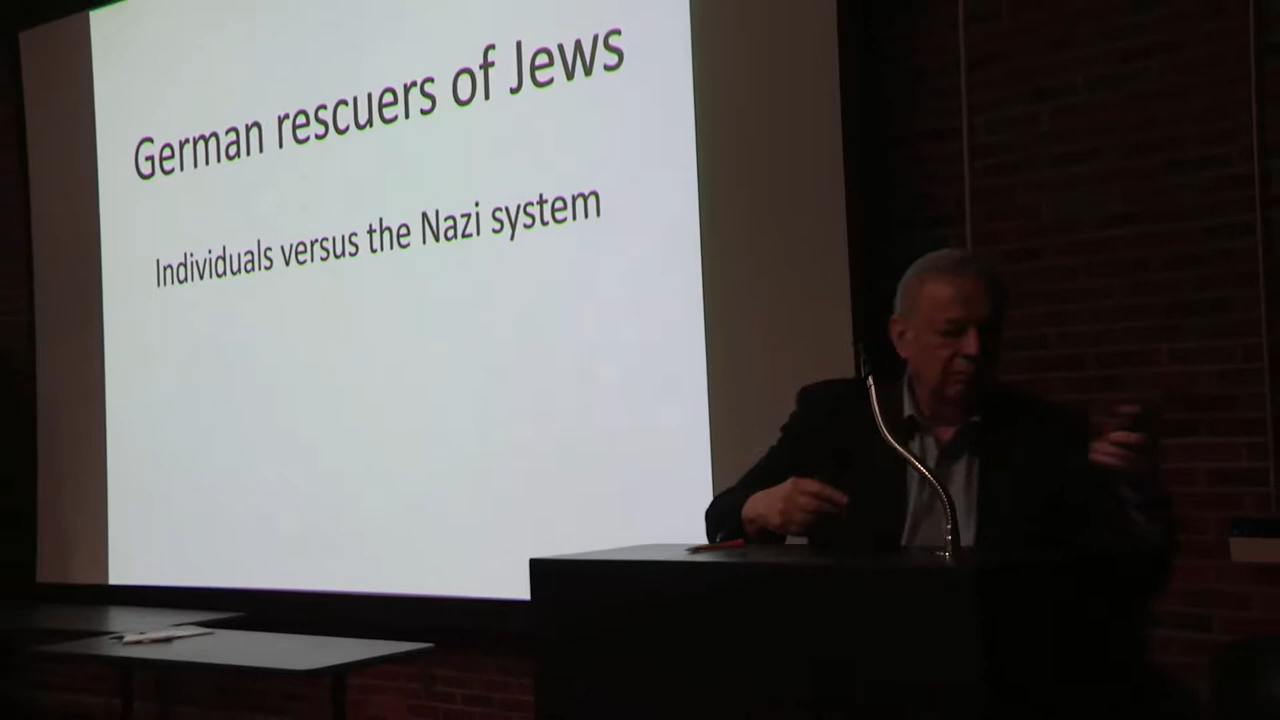 German rescuers of Jews
Individuals versus the Nazi system